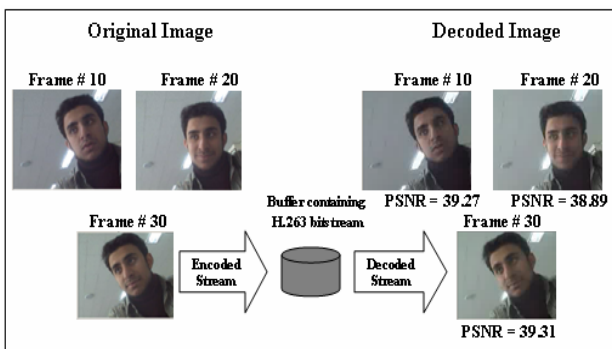 Original Image
Decoded Image
Frame # 10
Frame # 20
Frame # 10
Frame # 20
PSNR = 39.27
PSNR = 38.89
Frame # 30
Buffer containing
H.263 bitstream
Frame # 30
Encoded
Stream
Decoded
Stream
PSNR = 39.31